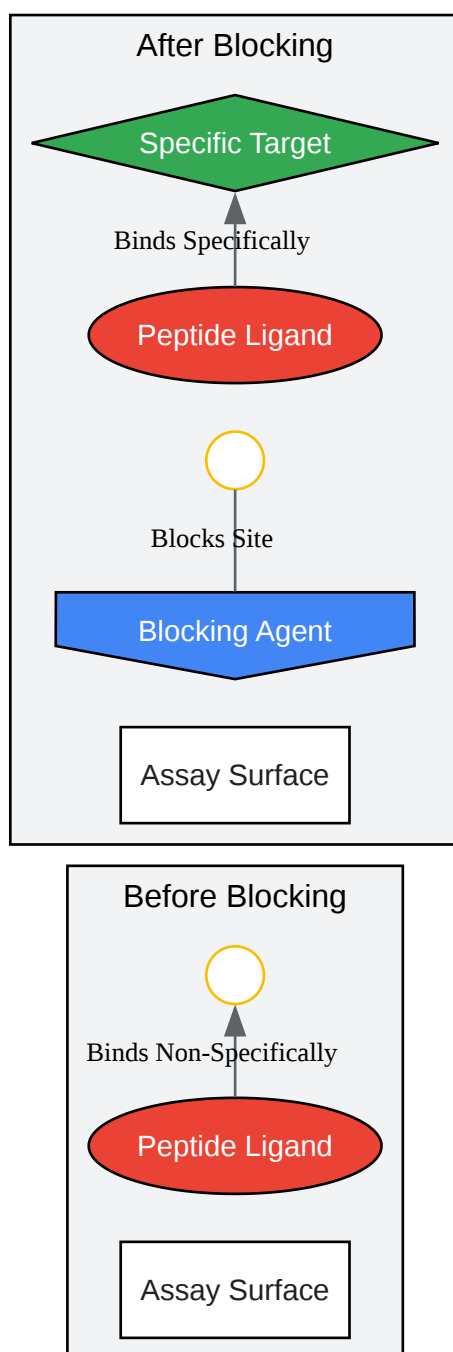 After Blocking
Specific Target
Binds Specifically
Peptide Ligand
Blocks Site
Blocking Agent
Assay Surface
Before Blocking
Binds Non-Specifically
Peptide Ligand
Assay Surface